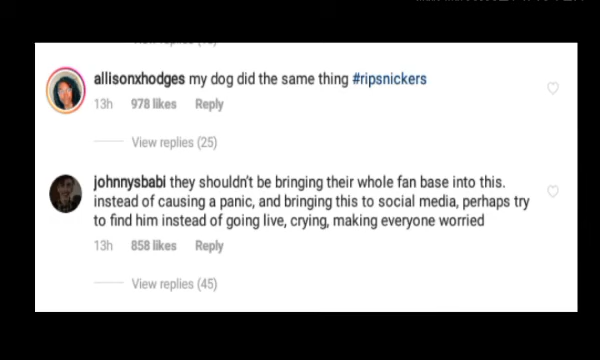 allisonxhodges my dog did the same thing #ripsnickers
13h 978 likes Reply
View replies (25)
johnnysbabi they shouldn't be bringing their whole fan base into this.
instead of causing a panic, and bringing this to social media, perhaps try
to find him instead of going live, crying, making everyone worried
13h 858 likes Reply
View replies (45)